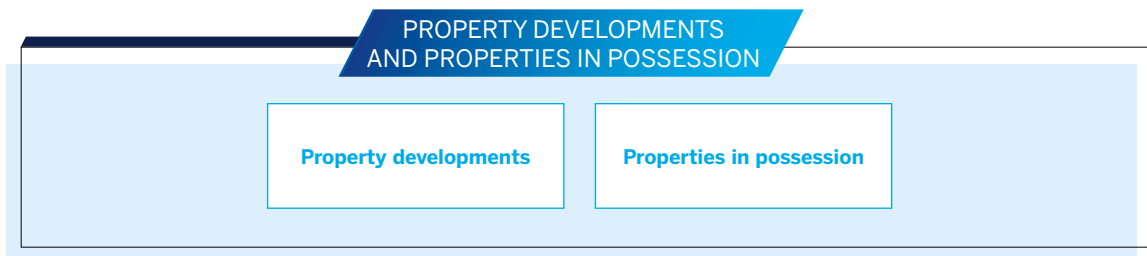 PROPERTY DEVELOPMENTS
AND PROPERTIES IN POSSESSION
Property developments
Properties in possession